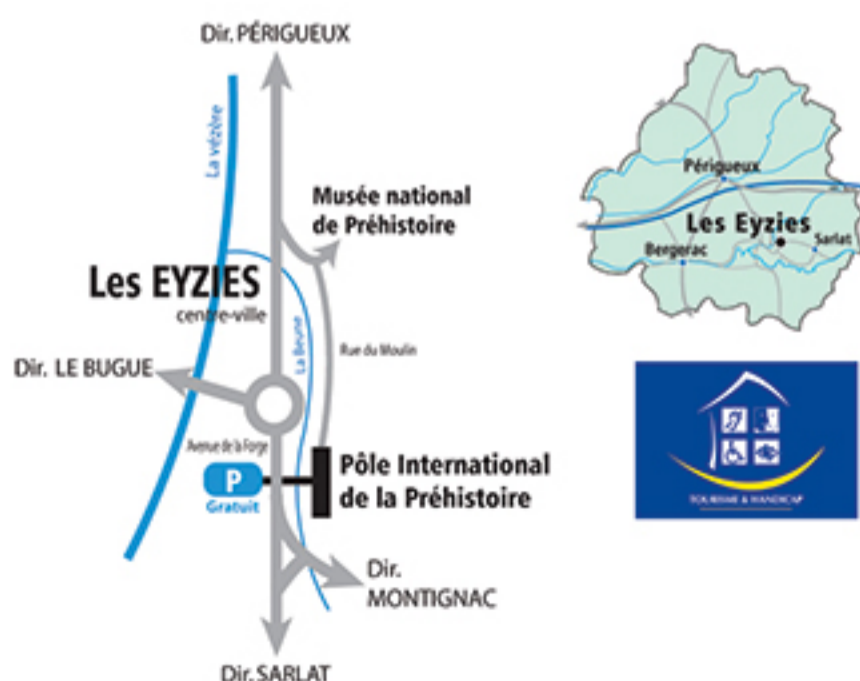 Dir. PÉRIGUEUX
La vézère
Musée national
de Préhistoire
Les EYZIES
centre-ville
La Beune
Rue du Moulin
Dir. LE BUGUE
Avenue de la Forge
P
Gratuit
Pôle International
de la Préhistoire
Dir.
MONTIGNAC
Dir. SARLAT
Périgueux
Les Eyzies
Sarlat
Bergerac
TOURISME & HANDICAP